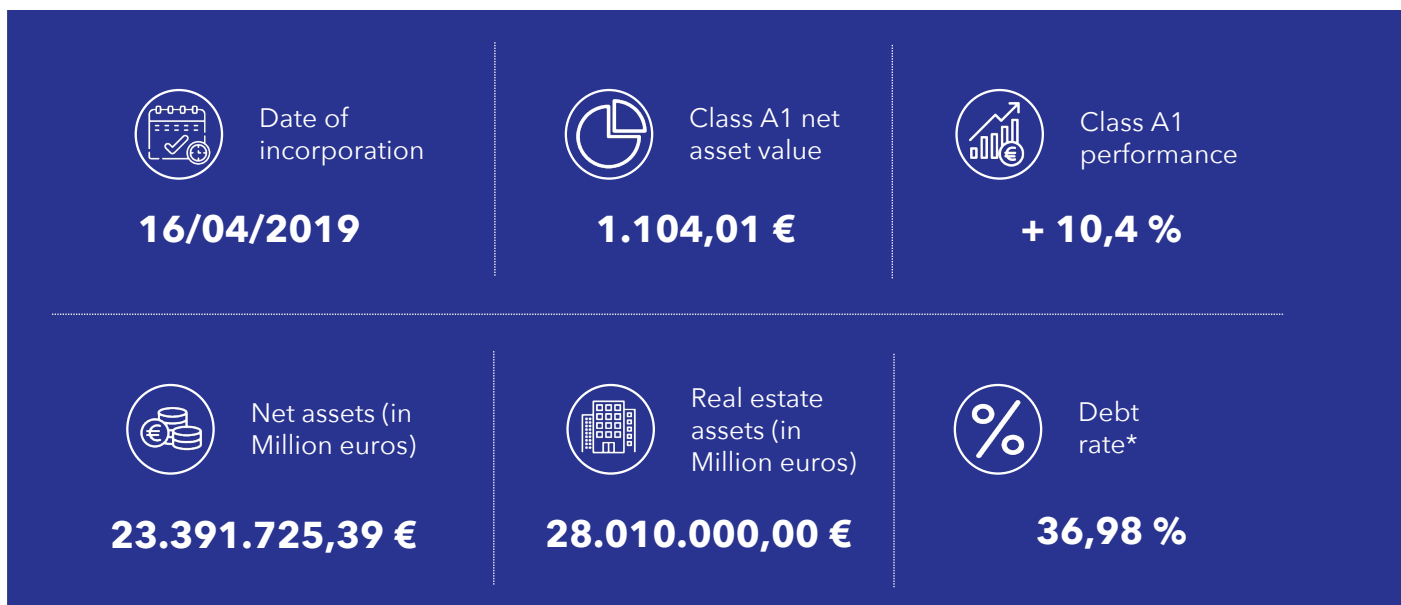 Date of
incorporation
16/04/2019
Class A1 net
asset value
1.104,01 €
Class A1
performance
+ 10,4 %
Net assets (in
Million euros)
23.391.725,39 €
Real estate
assets (in
Million euros)
28.010.000,00 €
Debt
rate*
36,98 %